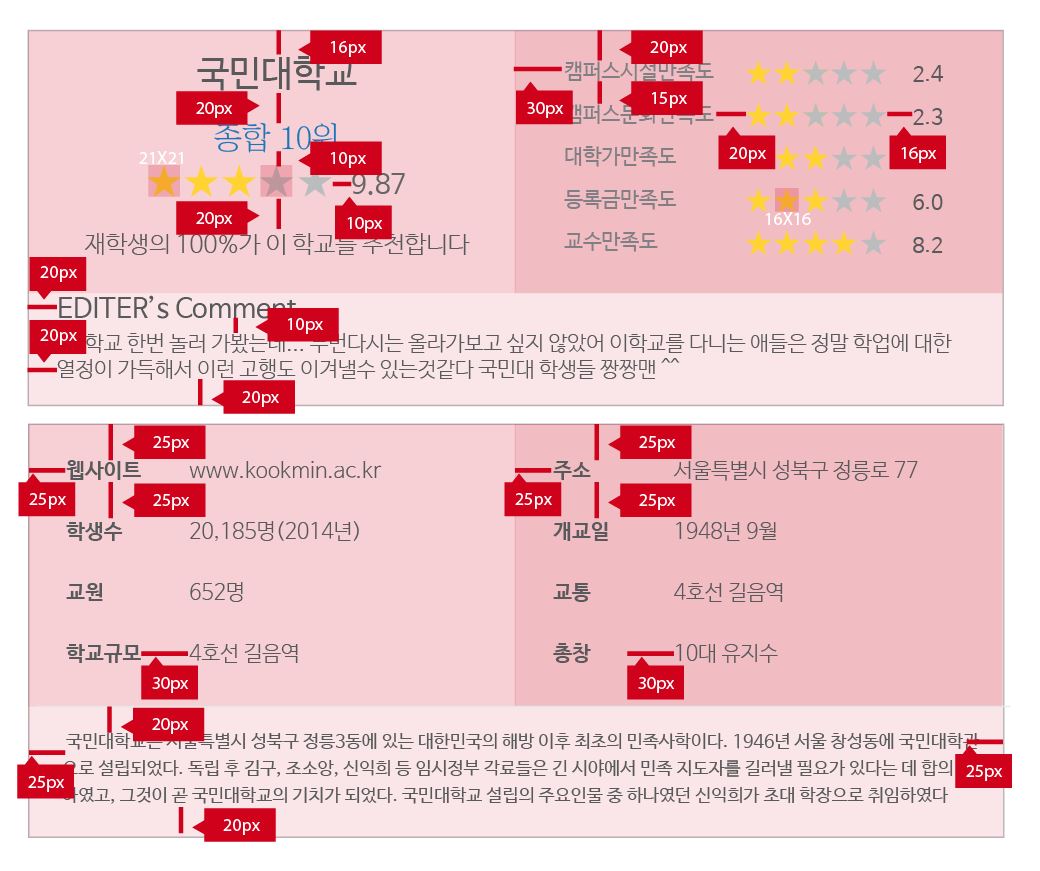 16px
국민대학교
20px
종합 10위
10px
21X21
9.87
20px
10px
재학생의 100%가 이 학교를 추천합니다
20px
캠퍼스시설만족도 2.4
30px
15px
캠퍼스문화만족도 2.3
20px
16px
대학가만족도
등록금만족도 6.0
16X16
교수만족도 8.2
20px
EDITER’s Comment
20px
10px
학교 한번 놀러 가봤는데... 두번다시는 올라가보고 싶지 않았어 이학교를 다니는 애들은 정말 학업에 대한
열정이 가득해서 이런 고행도 이겨낼수 있는것같다 국민대 학생들 짱짱맨 ^^
20px
25px
25px
웹사이트 www.kookmin.ac.kr
주소 서울특별시 성북구 정릉로 77
25px
25px
25px
25px
학생수 20,185명(2014년)
개교일 1948년 9월
교원 652명
교통 4호선 길음역
학교규모 4호선 길음역
총장 10대 유지수
30px
30px
20px
국민대학교는 서울특별시 성북구 정릉3동에 있는 대한민국의 해방 이후 최초의 민족사학이다. 1946년 서울 창성동에 국민대학관
으로 설립되었다. 독립 후 김구, 조소앙, 신익희 등 임시정부 각료들은 긴 시야에서 민족 지도자를 길러낼 필요가 있다는 데 합의
25px
25px
하였고, 그것이 곧 국민대학교의 기치가 되었다. 국민대학교 설립의 주요인물 중 하나였던 신익희가 초대 학장으로 취임하였다
20px